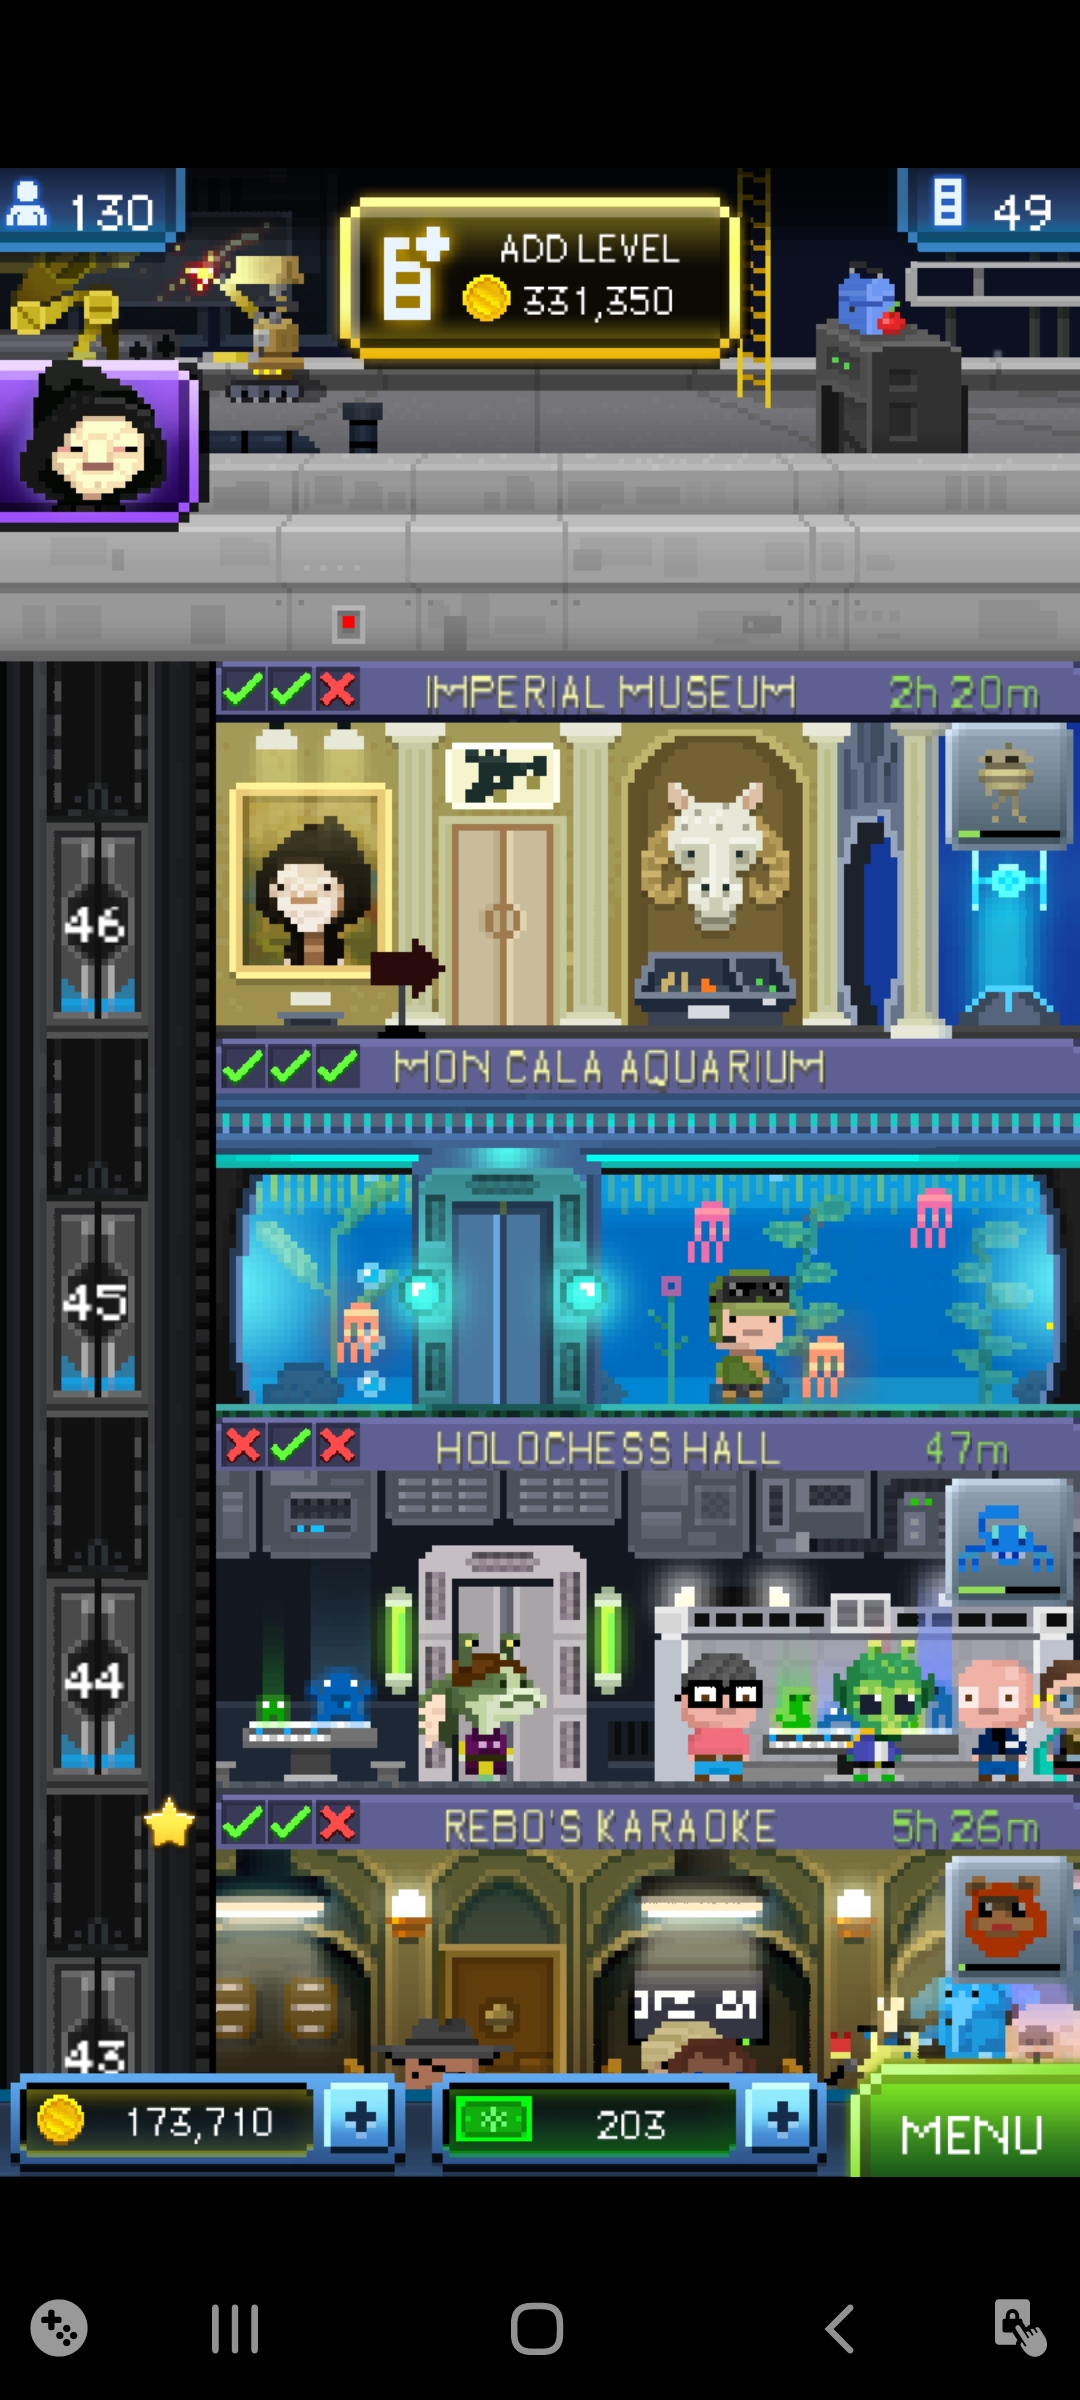 130
ADD LEVEL
331,350
49
IMPERIAL MUSEUM 2h 20m
46
MON CALA AQUARIUM
45
HOLOCHESS HALL 47m
44
REBO'S KARAOKE 5h 26m
43
173,710
203
MENU